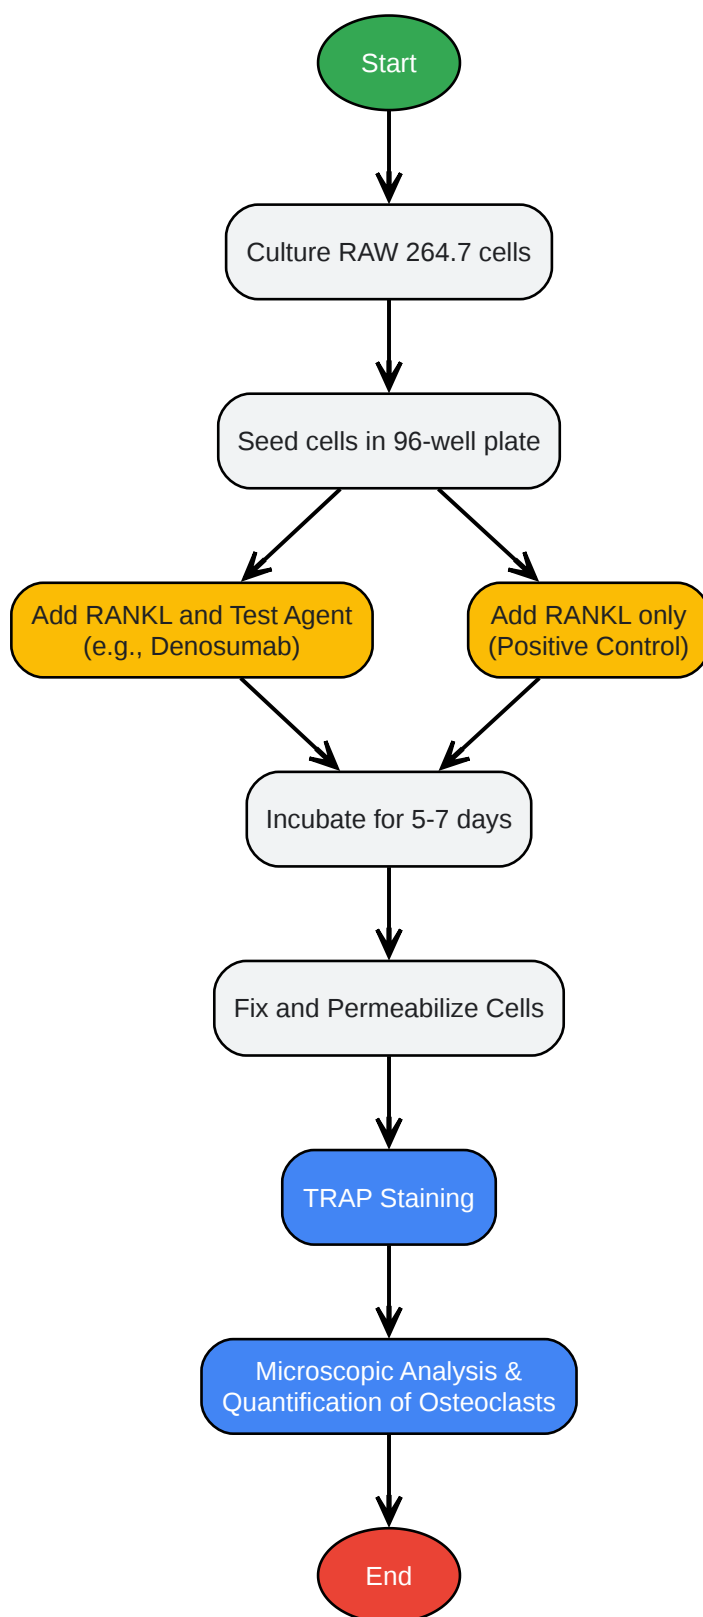 Start
Culture RAW 264.7 cells
Seed cells in 96-well plate
Add RANKL and Test Agent
(e.g., Denosumab)
Add RANKL only
(Positive Control)
Incubate for 5-7 days
Fix and Permeabilize Cells
TRAP Staining
Microscopic Analysis &
Quantification of Osteoclasts
End